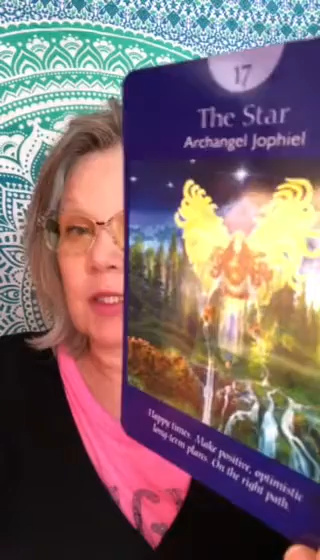 17
The Star
Archangel Jophiel
Happy times. Make positive, optimistic
long-term plans. On the right path.